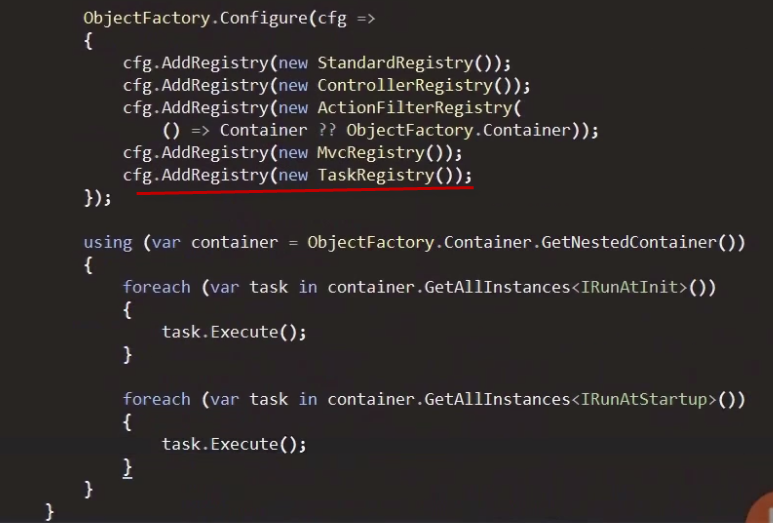 ObjectFactory.Configure(cfg =>
{
    cfg.AddRegistry(new StandardRegistry());
    cfg.AddRegistry(new ControllerRegistry());
    cfg.AddRegistry(new ActionFilterRegistry(
        () => Container ?? ObjectFactory.Container));
    cfg.AddRegistry(new MvcRegistry());
    cfg.AddRegistry(new TaskRegistry());
});

using (var container = ObjectFactory.Container.GetNestedContainer())
{
    foreach (var task in container.GetAllInstances<IRunAtInit>())
    {
        task.Execute();
    }

    foreach (var task in container.GetAllInstances<IRunAtStartup>())
    {
        task.Execute();
    }
}
}